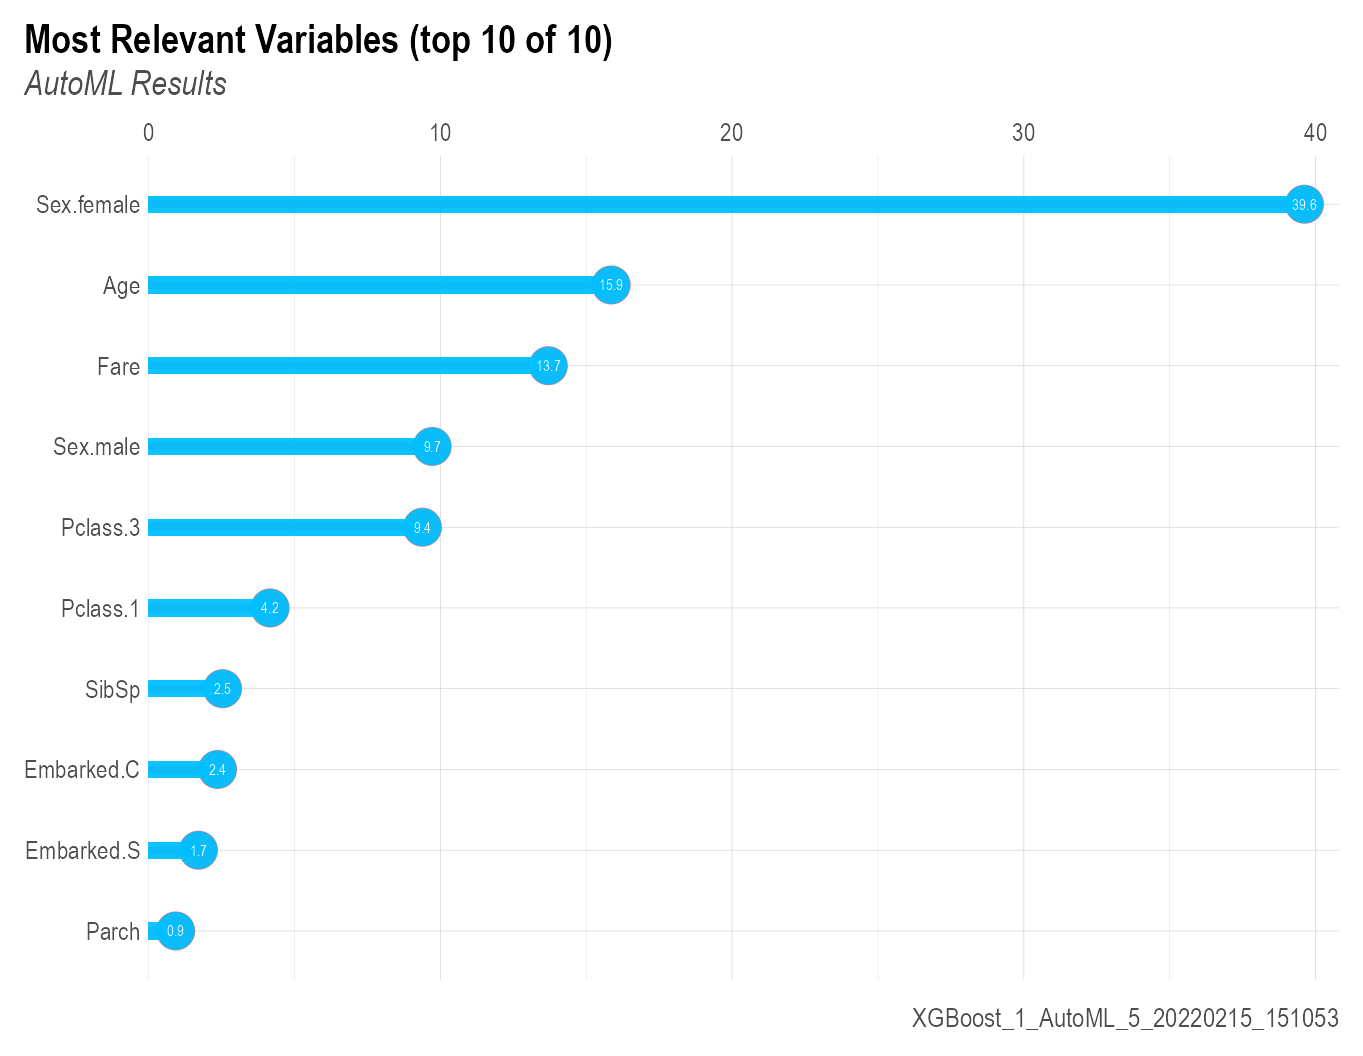 Most Relevant Variables (top 10 of 10)
AutoML Results
0 10 20 30 40
Sex.female 39.6
Age 15.9
Fare 13.7
Sex.male 9.7
Pclass.3 9.4
Pclass.1 4.2
SibSp 2.5
Embarked.C 2.4
Embarked.S 1.7
Parch 0.9
XGBoost_1_AutoML_5_20220215_151053